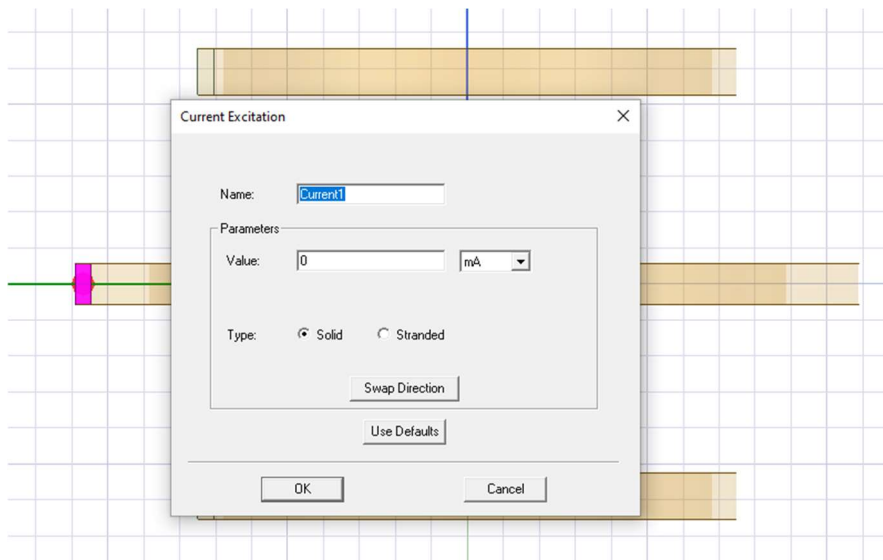 Current Excitation
Name: Current1
Parameters
Value: 0 mA
Type: Solid Stranded
Swap Direction
Use Defaults
OK Cancel